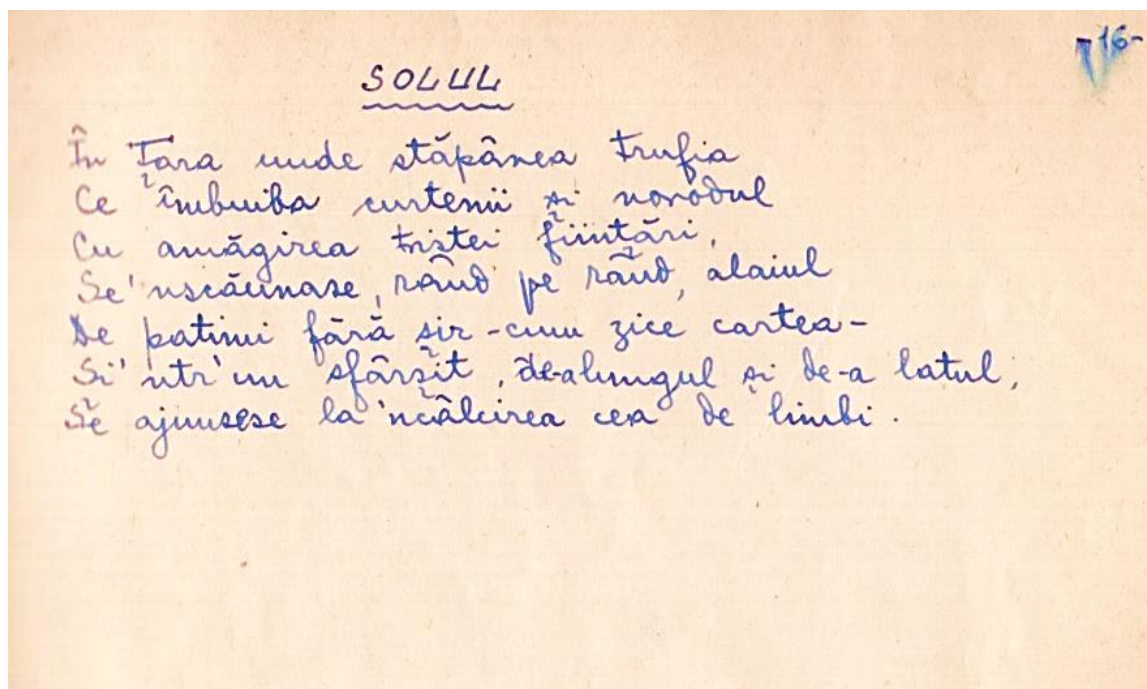 16-
SOLUL
În Țara unde stăpânea trufia
Ce îmbuiba curtenii și norodul
Cu amăgirea tristei ființări,
Se'nscăunase, rând pe rând, alaiul
De patimi fără șir -cum zice cartea-
Si'ntr'un sfârșit, de-alungul și de-a latul,
Se ajunsese la'ncâlcirea cea de limbi.